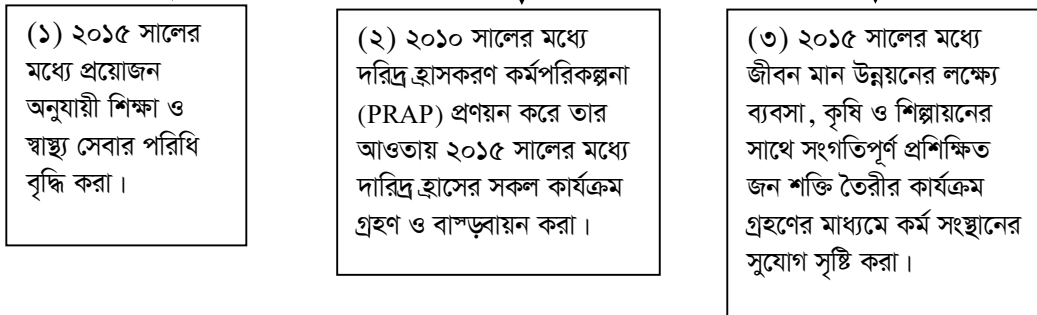 (১) ২০১৫ সালের
মধ্যে প্রয়োজন
অনুযায়ী শিক্ষা ও
স্বাস্থ্য সেবার পরিধি
বৃদ্ধি করা।
(২) ২০১০ সালের মধ্যে
দরিদ্র হ্রাসকরণ কর্মপরিকল্পনা
(PRAP) প্রণয়ন করে তার
আওতায় ২০১৫ সালের মধ্যে
দারিদ্র হ্রাসের সকল কার্যক্রম
গ্রহণ ও বাস্ড়বায়ন করা।
(৩) ২০১৫ সালের মধ্যে
জীবন মান উন্নয়নের লক্ষ্যে
ব্যবসা, কৃষি ও শিল্পায়নের
সাথে সংগতিপূর্ণ প্রশিক্ষিত
জন শক্তি তৈরীর কার্যক্রম
গ্রহণের মাধ্যমে কর্ম সংস্থানের
সুযোগ সৃষ্টি করা।